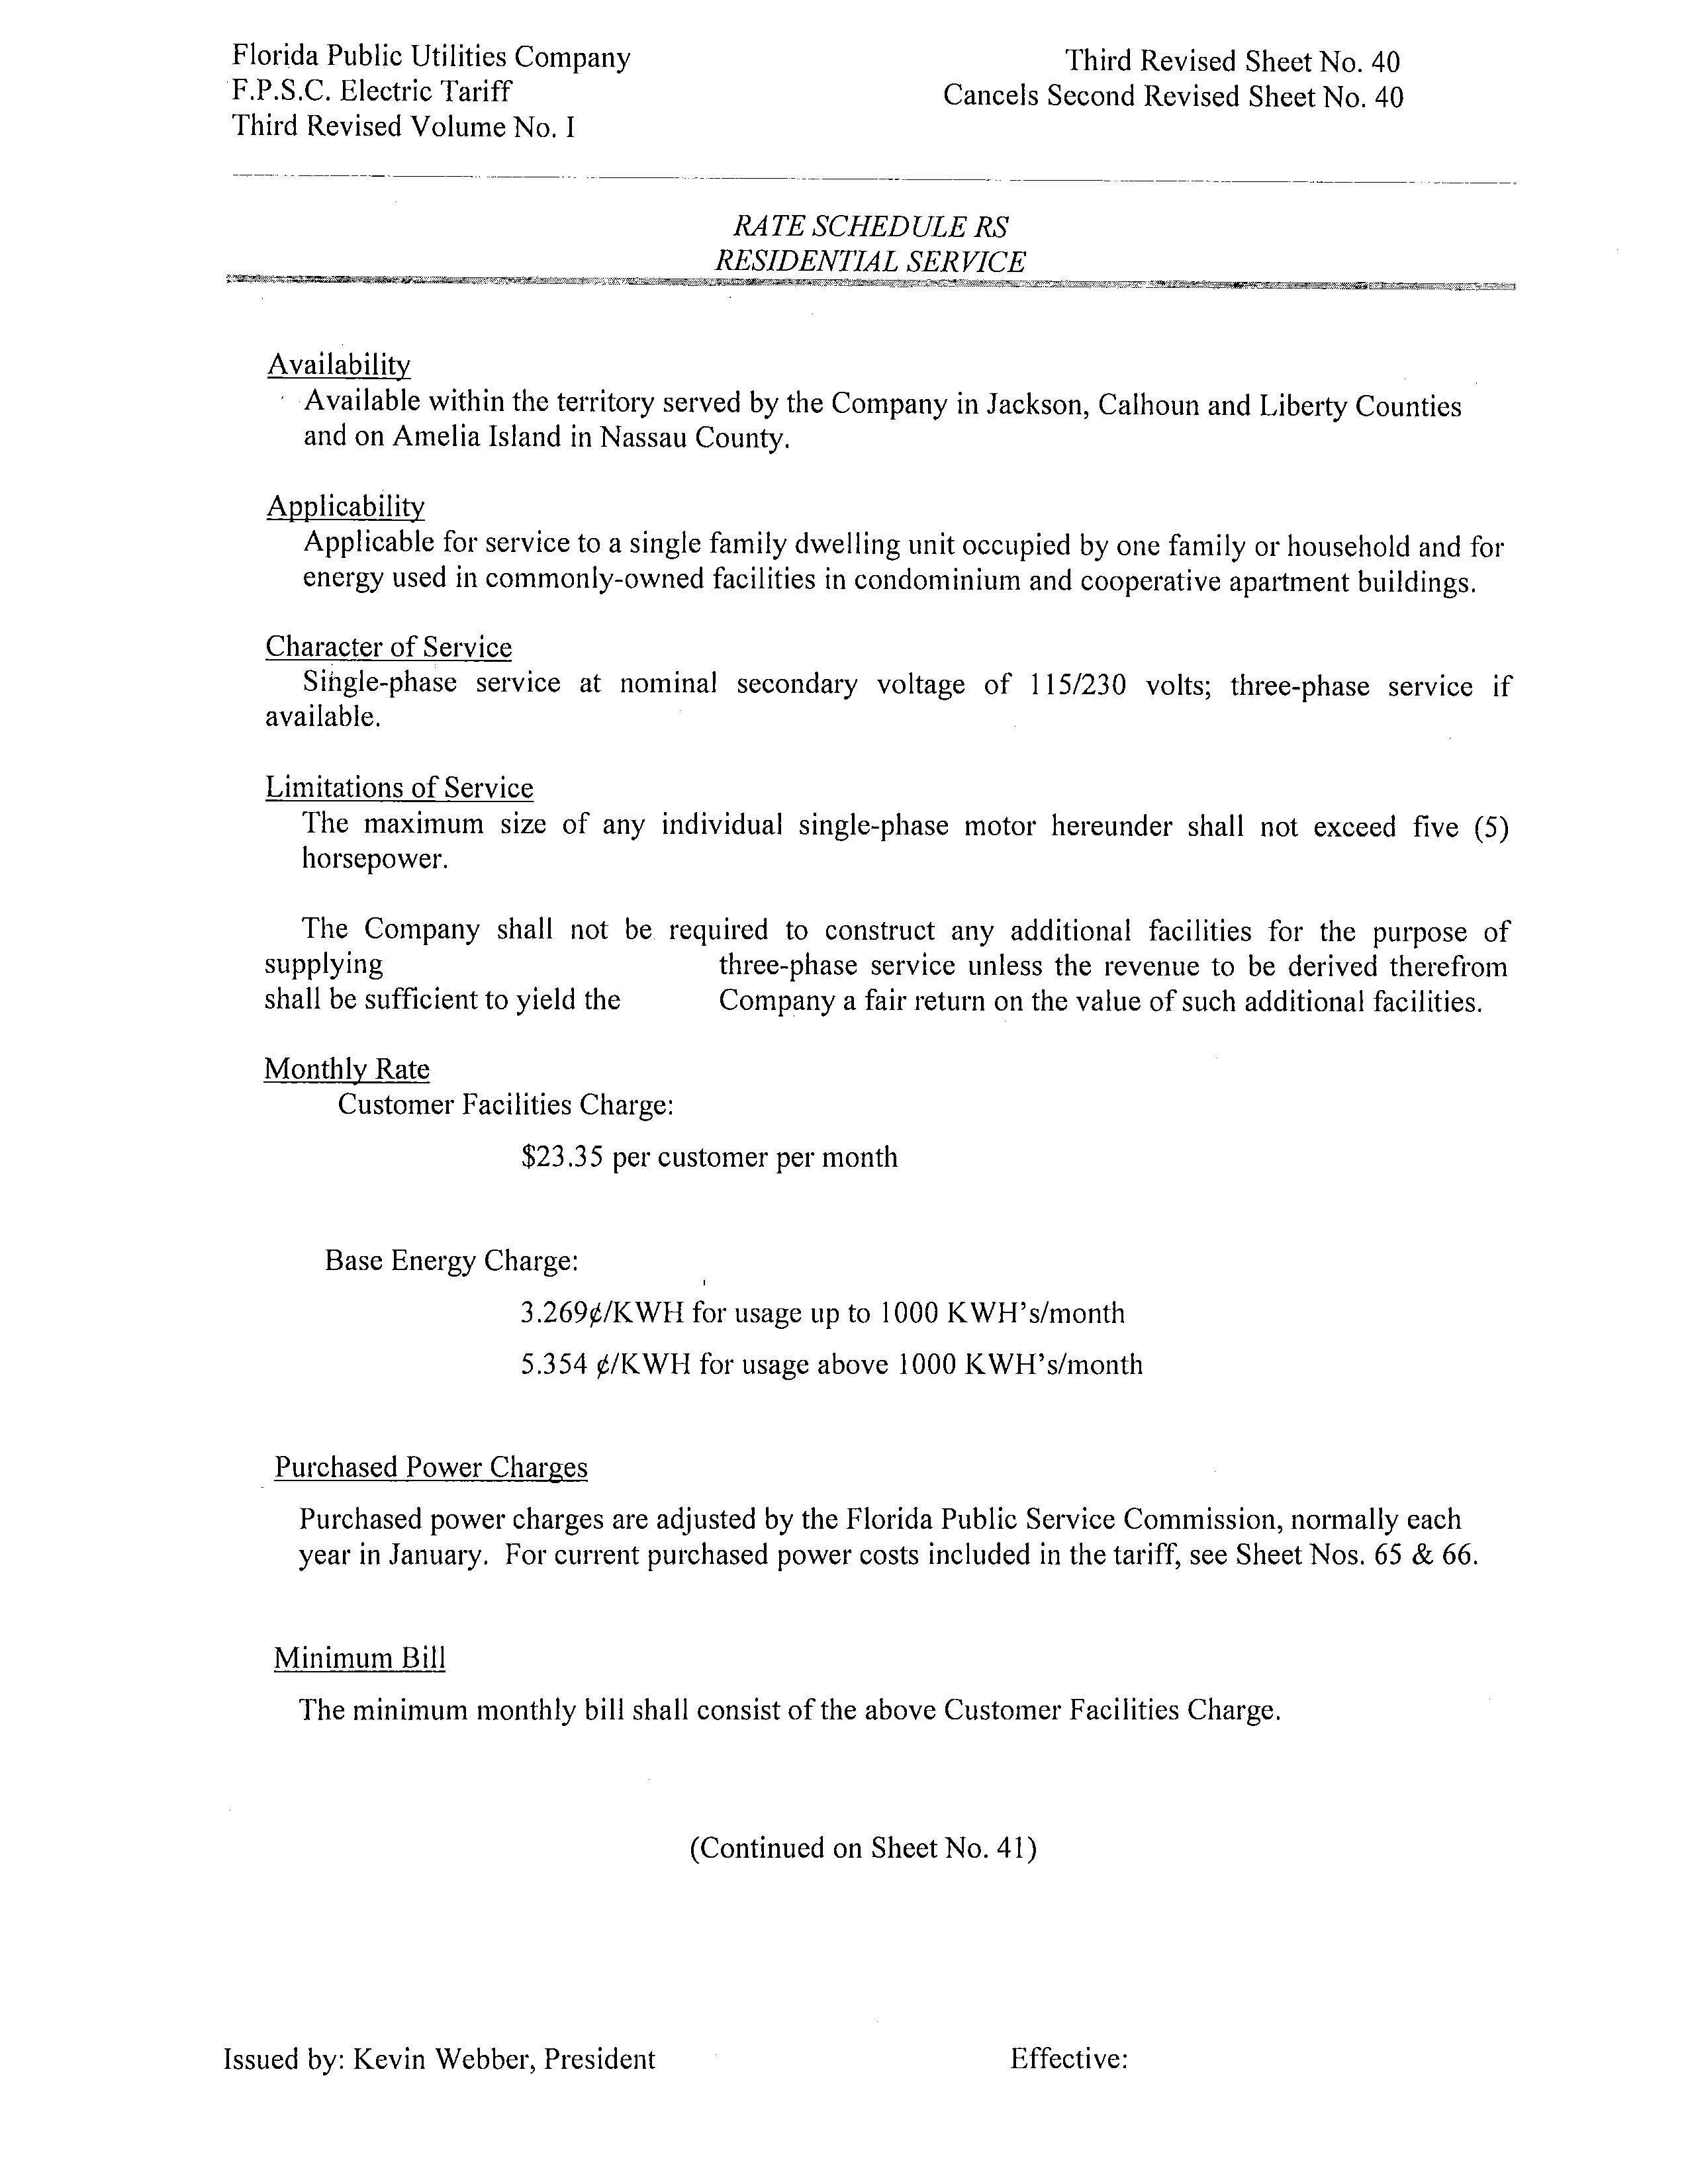 Florida Public Utilities Company
F.P.S.C. Electric Tariff
Third Revised Volume No. I
Third Revised Sheet No. 40
Cancels Second Revised Sheet No. 40
RATE SCHEDULE RS
RESIDENTIAL SERVICE
Availability
Available within the territory served by the Company in Jackson, Calhoun and Liberty Counties
and on Amelia Island in Nassau County.
Applicability
Applicable for service to a single family dwelling unit occupied by one family or household and for
energy used in commonly-owned facilities in condominium and cooperative apartment buildings.
Character of Service
Single-phase service at nominal secondary voltage of 115/230 volts; three-phase service if
available.
Limitations of Service
The maximum size of any individual single-phase motor hereunder shall not exceed five (5)
horsepower.
The Company shall not be required to construct any additional facilities for the purpose of
supplying three-phase service unless the revenue to be derived therefrom
shall be sufficient to yield the Company a fair return on the value of such additional facilities.
Monthly Rate
Customer Facilities Charge:
$23.35 per customer per month
Base Energy Charge:
3.269¢/KWH for usage up to 1000 KWH's/month
5.354 ¢/KWH for usage above 1000 KWH's/month
Purchased Power Charges
Purchased power charges are adjusted by the Florida Public Service Commission, normally each
year in January. For current purchased power costs included in the tariff, see Sheet Nos. 65 & 66.
Minimum Bill
The minimum monthly bill shall consist of the above Customer Facilities Charge.
(Continued on Sheet No. 41)
Issued by: Kevin Webber, President
Effective: